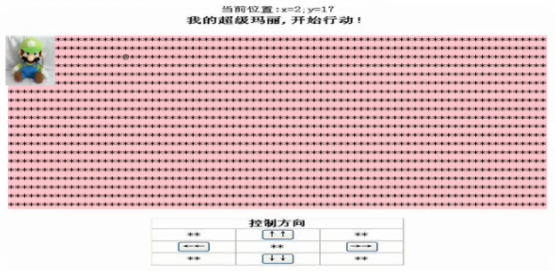 当前位置:x=2;y=17
我的超级玛丽,开始行动!
控制方向
** ↑↑ **
←← ** →→
** ↓↓ **